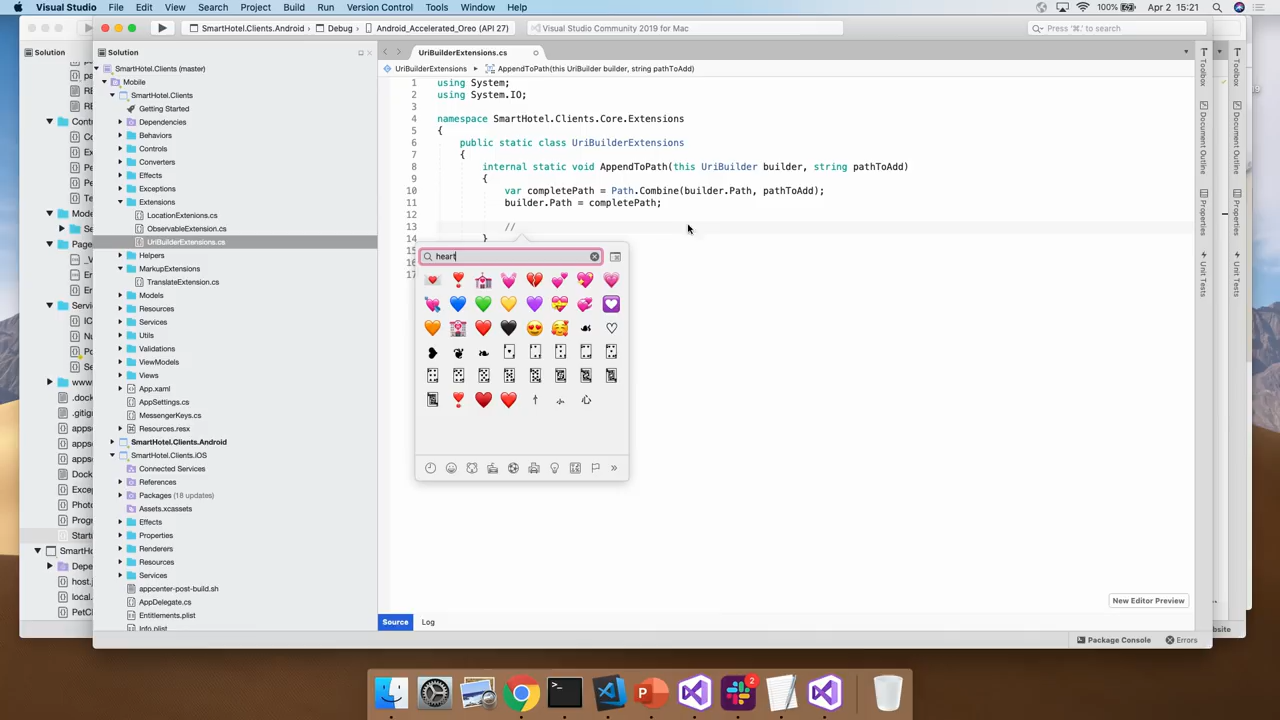 Visual Studio File Edit View Search Project Build Run Version Control Tools Window Help 100% Apr 2 15:21
SmartHotel.Clients.Android Debug Android_Accelerated_Oreo (API 27) Visual Studio Community 2019 for Mac Press '⌘.' to search
Solution
Solution
UriBuilderExtensions.cs
UriBuilderExtensions AppendToPath(this UriBuilder builder, string pathToAdd)
SmartHotel.Clients (master)
Mobile
SmartHotel.Clients
Getting Started
Dependencies
Behaviors
Controls
Converters
Effects
Exceptions
Extensions
LocationExtenions.cs
ObservableExtension.cs
UriBuilderExtensions.cs
Helpers
MarkupExtensions
TranslateExtension.cs
Models
Resources
Services
Utils
Validations
ViewModels
Views
App.xaml
AppSettings.cs
MessengerKeys.cs
Resources.resx
SmartHotel.Clients.Android
SmartHotel.Clients.iOS
Connected Services
References
Packages (18 updates)
Assets.xcassets
Effects
Properties
Renderers
Resources
Services
appcenter-post-build.sh
AppDelegate.cs
Entitlements.plist
Info.plist
1 using System;
2 using System.IO;
3
4 namespace SmartHotel.Clients.Core.Extensions
5 {
6 public static class UriBuilderExtensions
7 {
8 internal static void AppendToPath(this UriBuilder builder, string pathToAdd)
9 {
10 var completePath = Path.Combine(builder.Path, pathToAdd);
11 builder.Path = completePath;
12
13 //
14 }
heart
New Editor Preview
Source Log
Package Console Errors
Toolbox
Document Outline
Properties
Unit Tests
Toolbox
Document Outline
Properties
Unit Tests
2